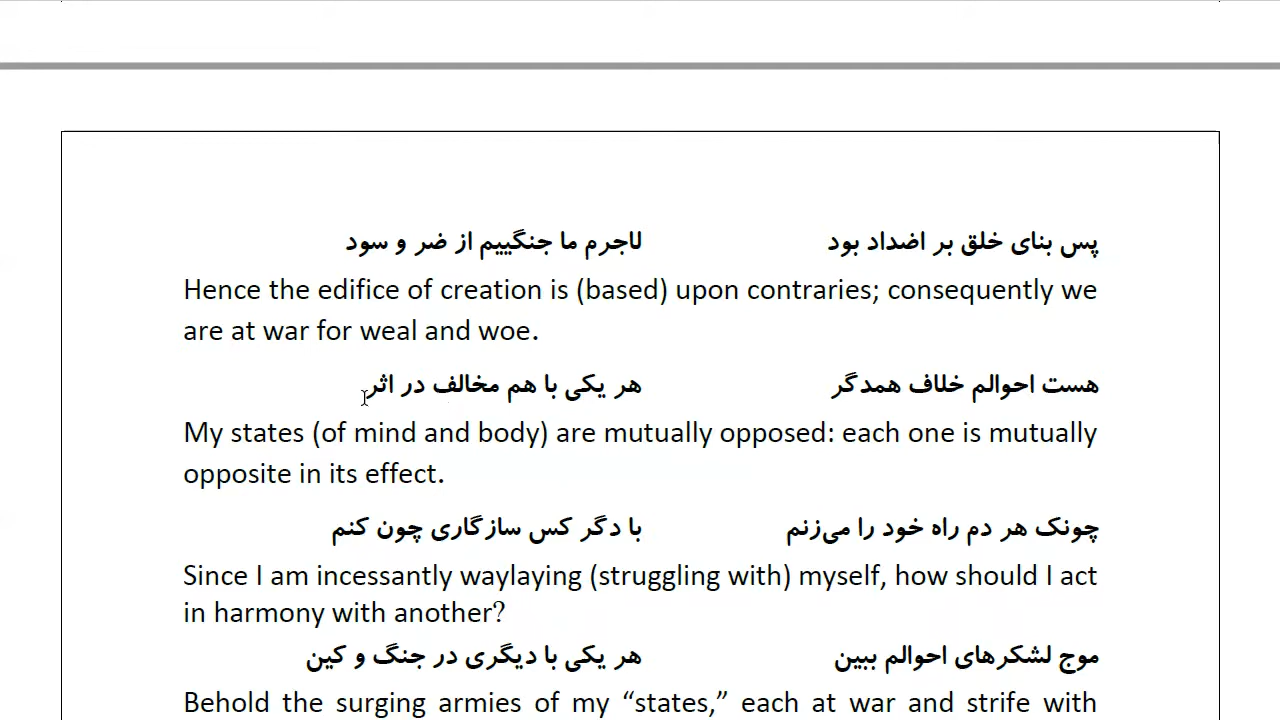 پس بنای خلق بر اضداد بود لاجرم ما جنگییم از ضر و سود
Hence the edifice of creation is (based) upon contraries; consequently we
are at war for weal and woe.
هست احوالم خلاف همدگر هر یکی با هم مخالف در اثر
My states (of mind and body) are mutually opposed: each one is mutually
opposite in its effect.
چونک هر دم راه خود را می‌زنم با دگر کس سازگاری چون کنم
Since I am incessantly waylaying (struggling with) myself, how should I act
in harmony with another?
موج لشکرهای احوالم ببین هر یکی با دیگری در جنگ و کین
Behold the surging armies of my “states,” each at war and strife with